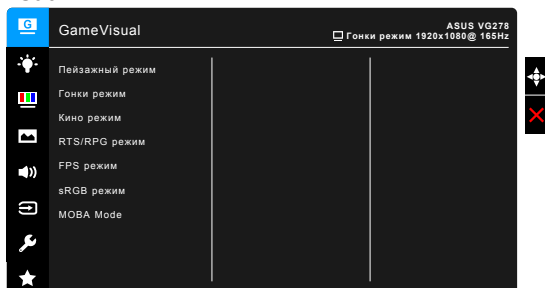 G
GameVisual
ASUS VG278
Гонки режим 1920x1080@ 165Hz
Пейзажный режим
Гонки режим
Кино режим
RTS/RPG режим
FPS режим
sRGB режим
MOBA Mode